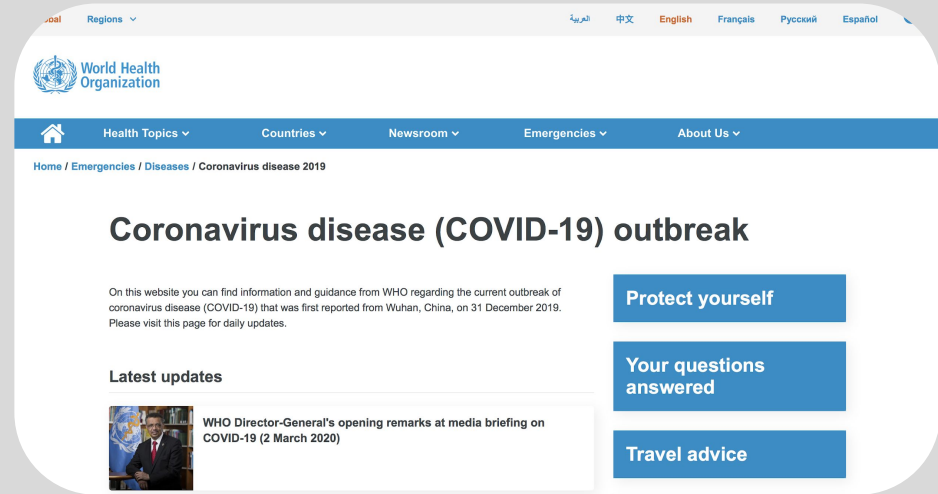 Regions
العربية 中文 English Français Русский Español
World Health
Organization
Health Topics Countries Newsroom Emergencies About Us
Home / Emergencies / Diseases / Coronavirus disease 2019
Coronavirus disease (COVID-19) outbreak
On this website you can find information and guidance from WHO regarding the current outbreak of
coronavirus disease (COVID-19) that was first reported from Wuhan, China, on 31 December 2019.
Please visit this page for daily updates.
Latest updates
WHO Director-General's opening remarks at media briefing on
COVID-19 (2 March 2020)
Protect yourself
Your questions
answered
Travel advice